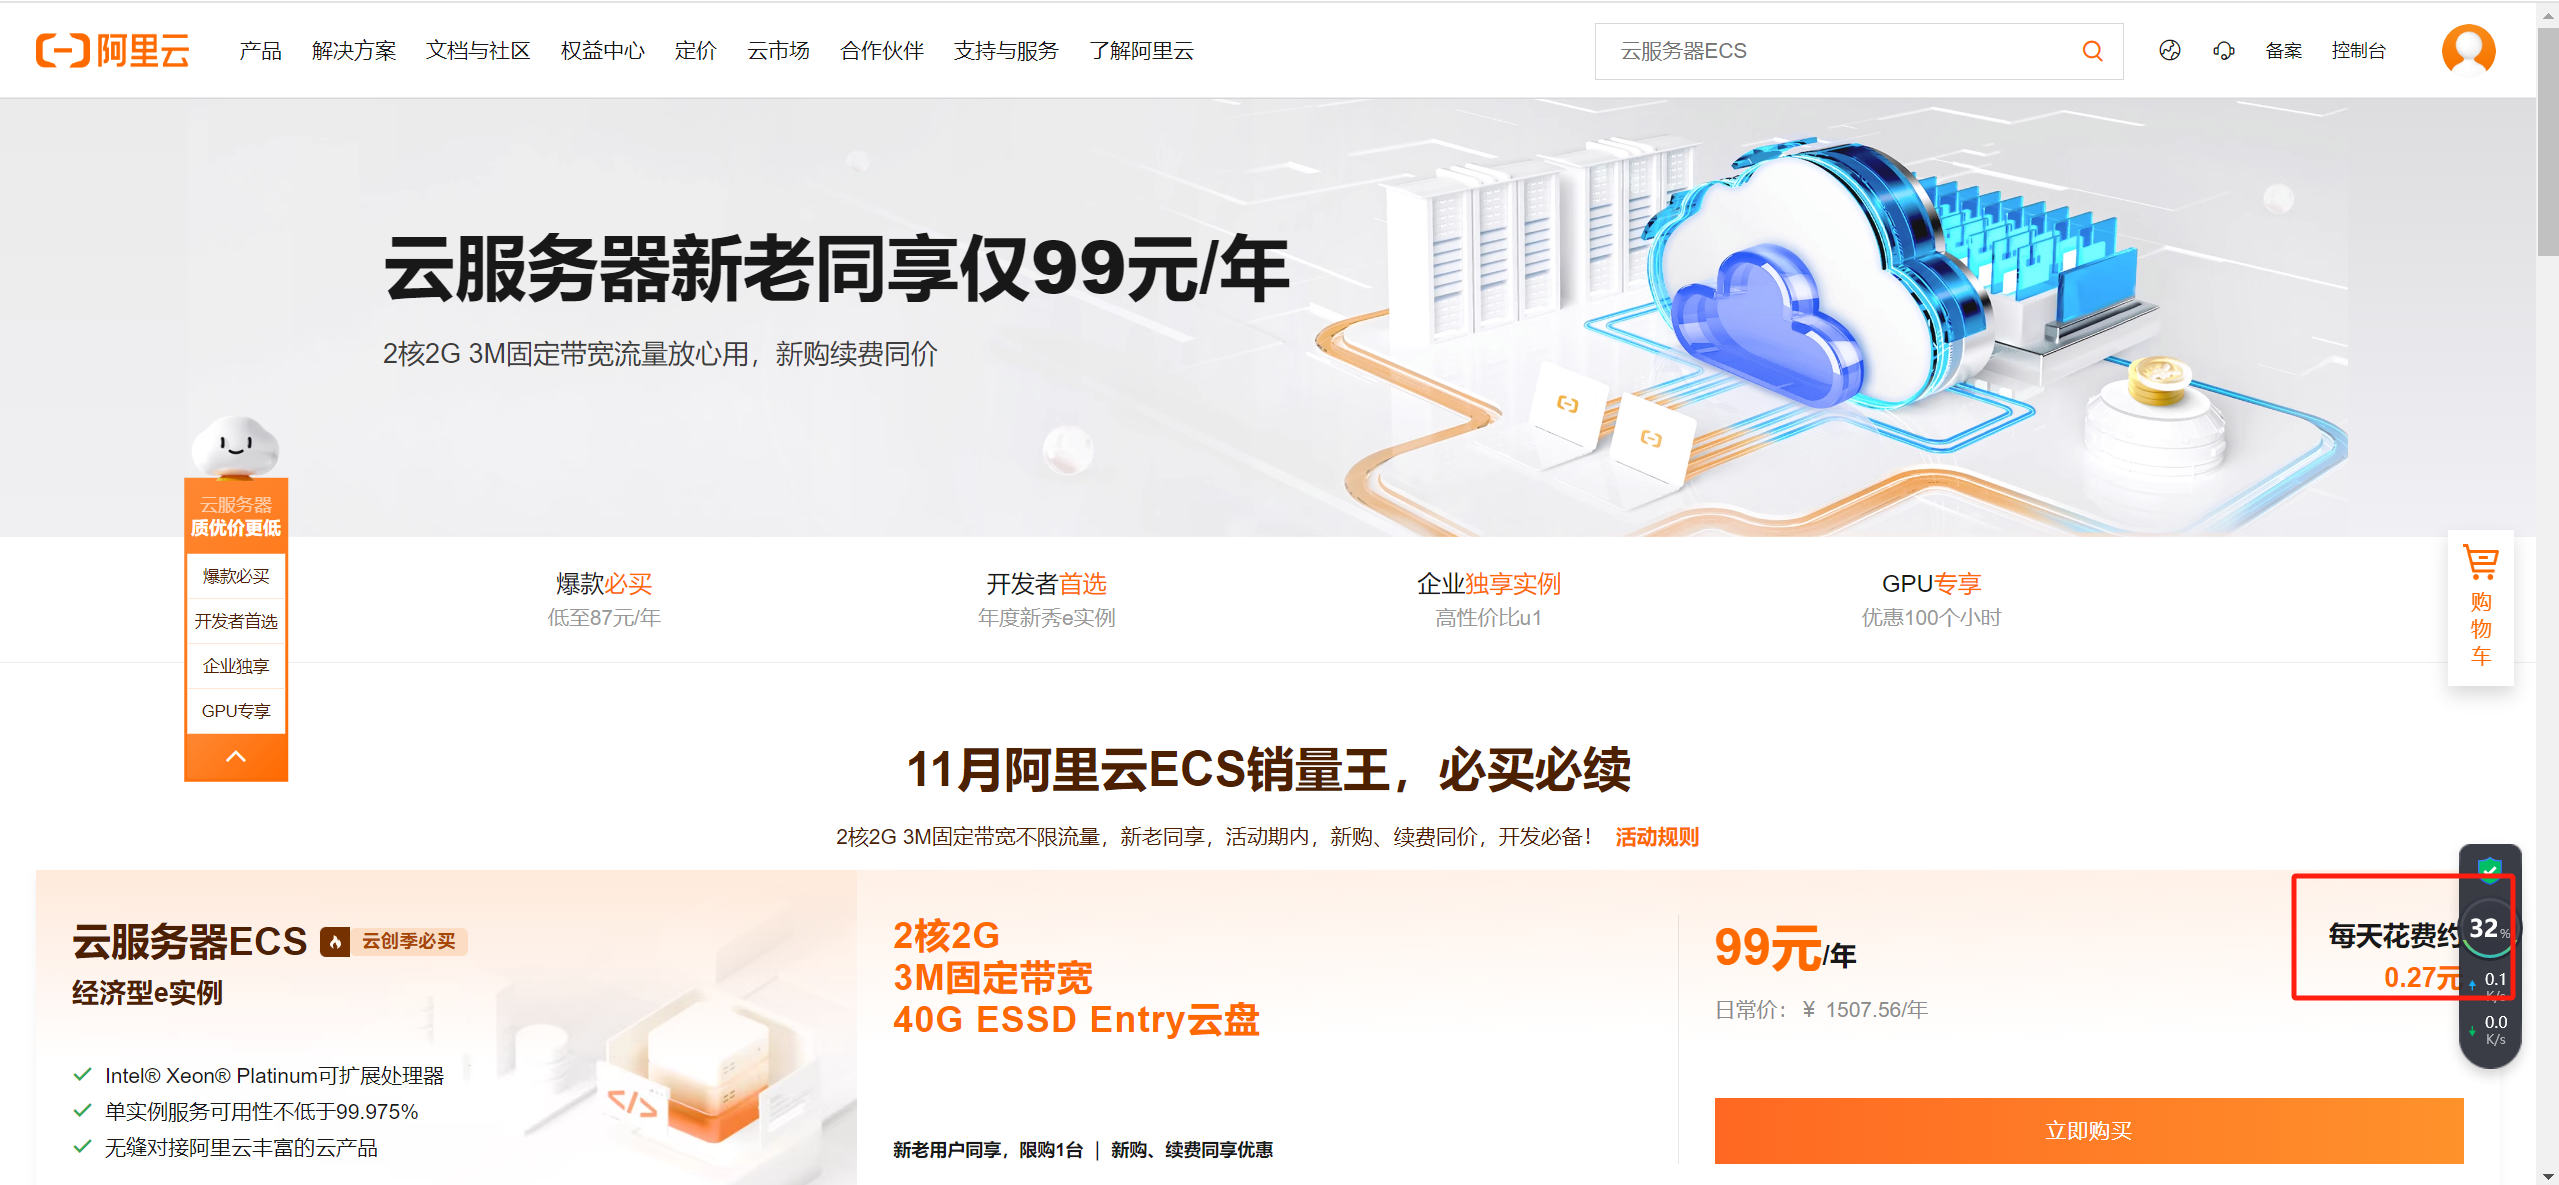 阿里云
产品 解决方案 文档与社区 权益中心 定价 云市场 合作伙伴 支持与服务 了解阿里云
云服务器ECS
备案 控制台
云服务器新老同享仅99元/年
2核2G 3M固定带宽流量放心用，新购续费同价
云服务器
质优价更低
爆款必买
开发者首选
企业独享
GPU专享
爆款必买
低至87元/年
开发者首选
年度新秀e实例
企业独享实例
高性价比u1
GPU专享
优惠100个小时
购
物
车
11月阿里云ECS销量王，必买必续
2核2G 3M固定带宽不限流量，新老同享，活动期内，新购、续费同价，开发必备！ 活动规则
云服务器ECS 云创季必买
经济型e实例
Intel® Xeon® Platinum可扩展处理器
单实例服务可用性不低于99.975%
无缝对接阿里云丰富的云产品
</>
2核2G
3M固定带宽
40G ESSD Entry云盘
新老用户同享，限购1台 | 新购、续费同享优惠
99元/年
日常价：¥ 1507.56/年
每天花费约
0.27元
立即购买
32%
0.1
K/s
0.0
K/s